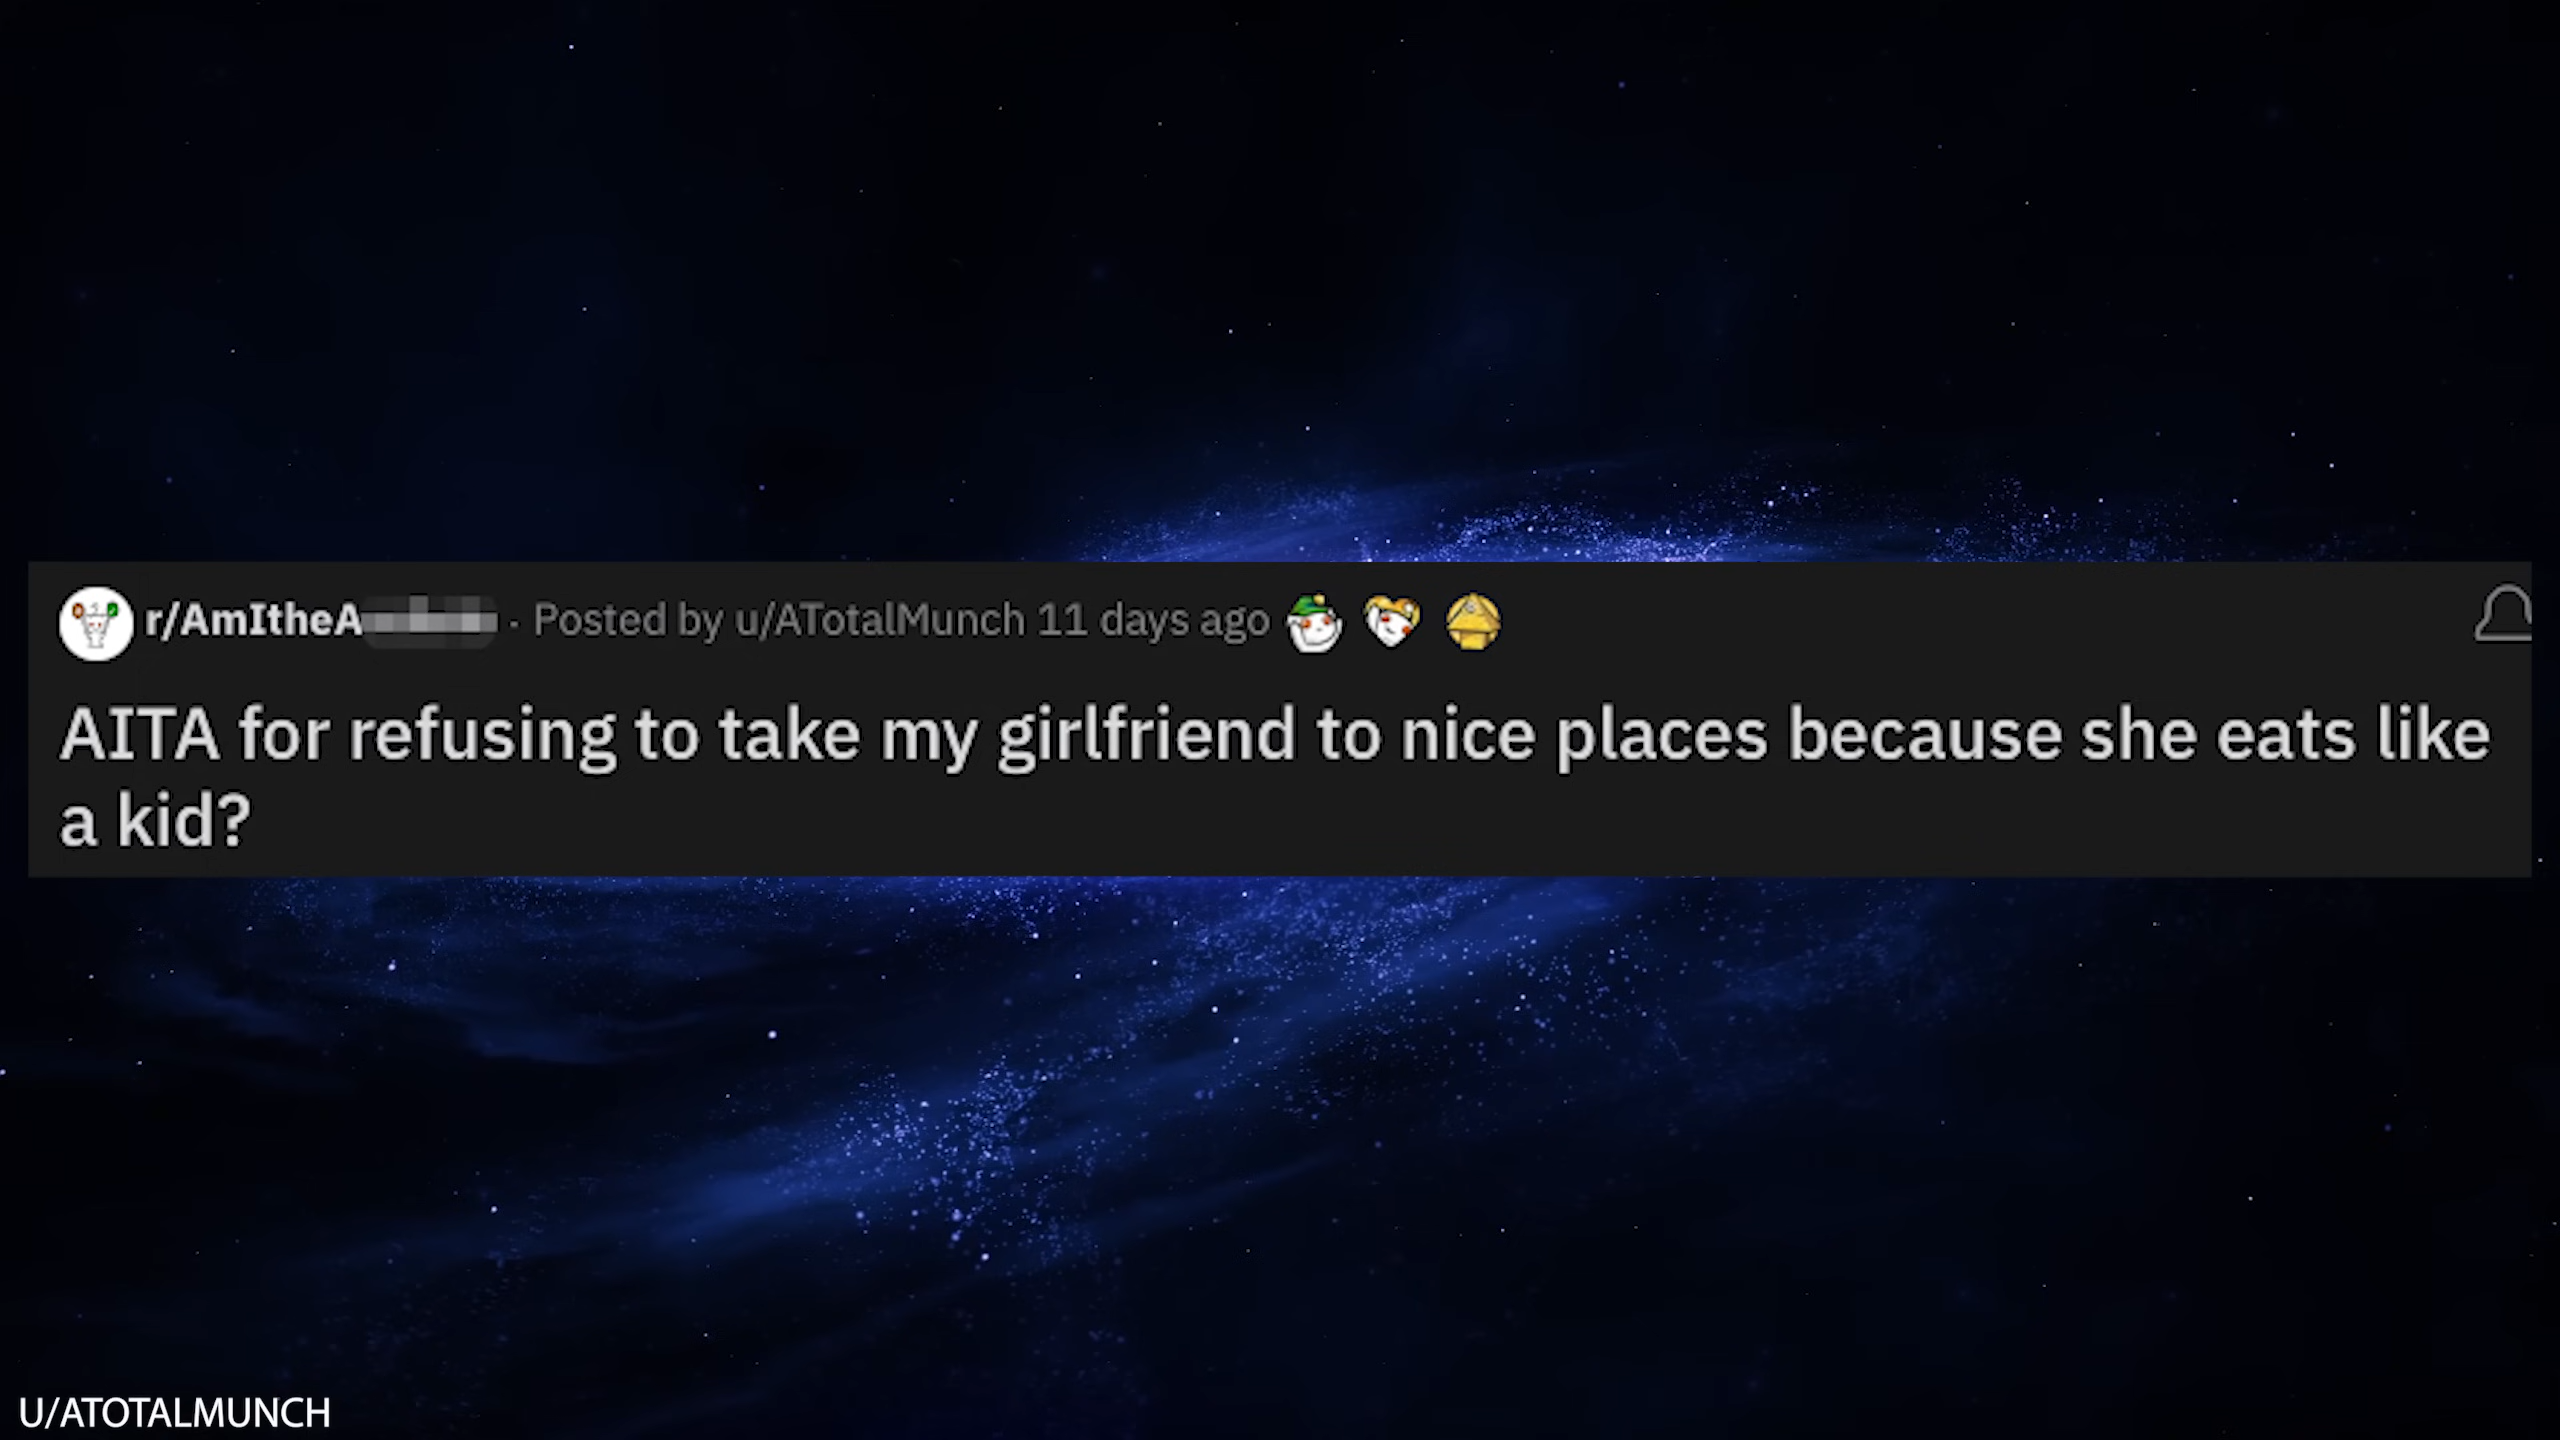 r/AmItheA · Posted by u/ATotalMunch 11 days ago
AITA for refusing to take my girlfriend to nice places because she eats like
a kid?
U/ATOTALMUNCH